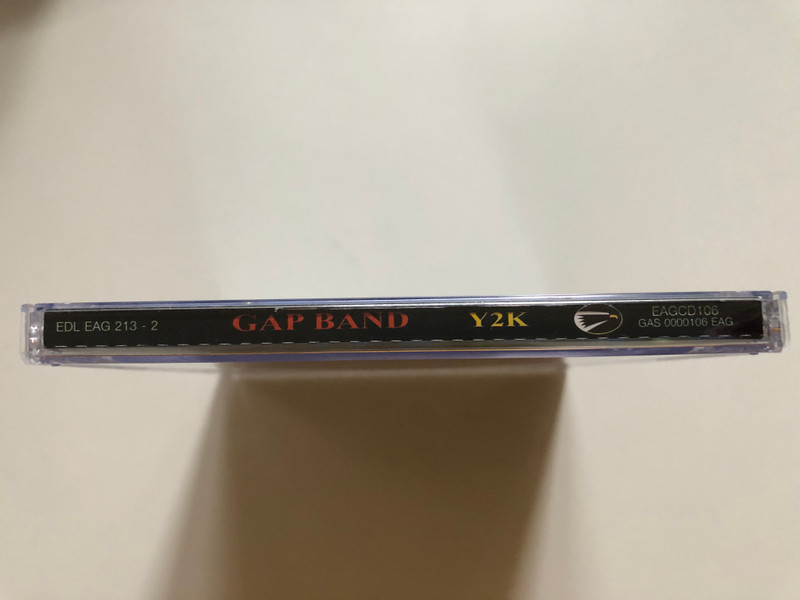 EDL EAG 213 - 2
GAP BAND
Y2K
EAGCD106
GAS 0000106 EAG